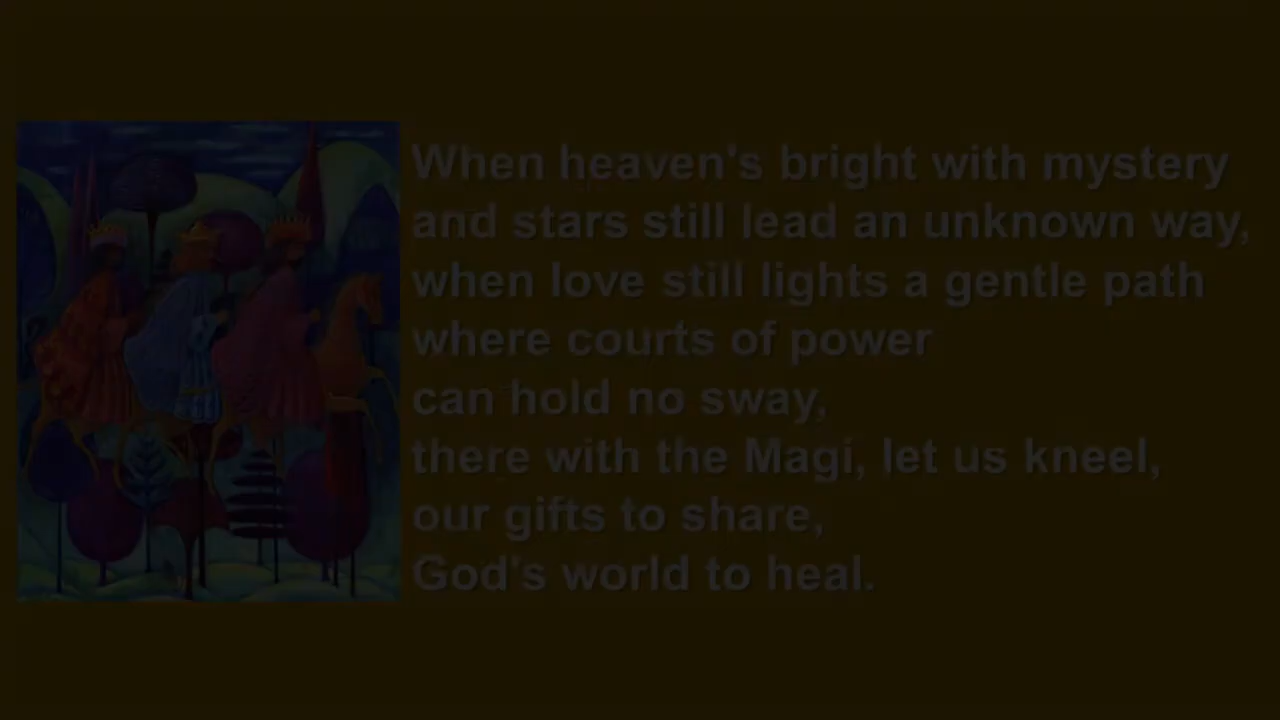 When heaven's bright with mystery
and stars still lead an unknown way,
when love still lights a gentle path
where courts of power
can hold no sway,
there with the Magi, let us kneel,
our gifts to share,
God's world to heal.